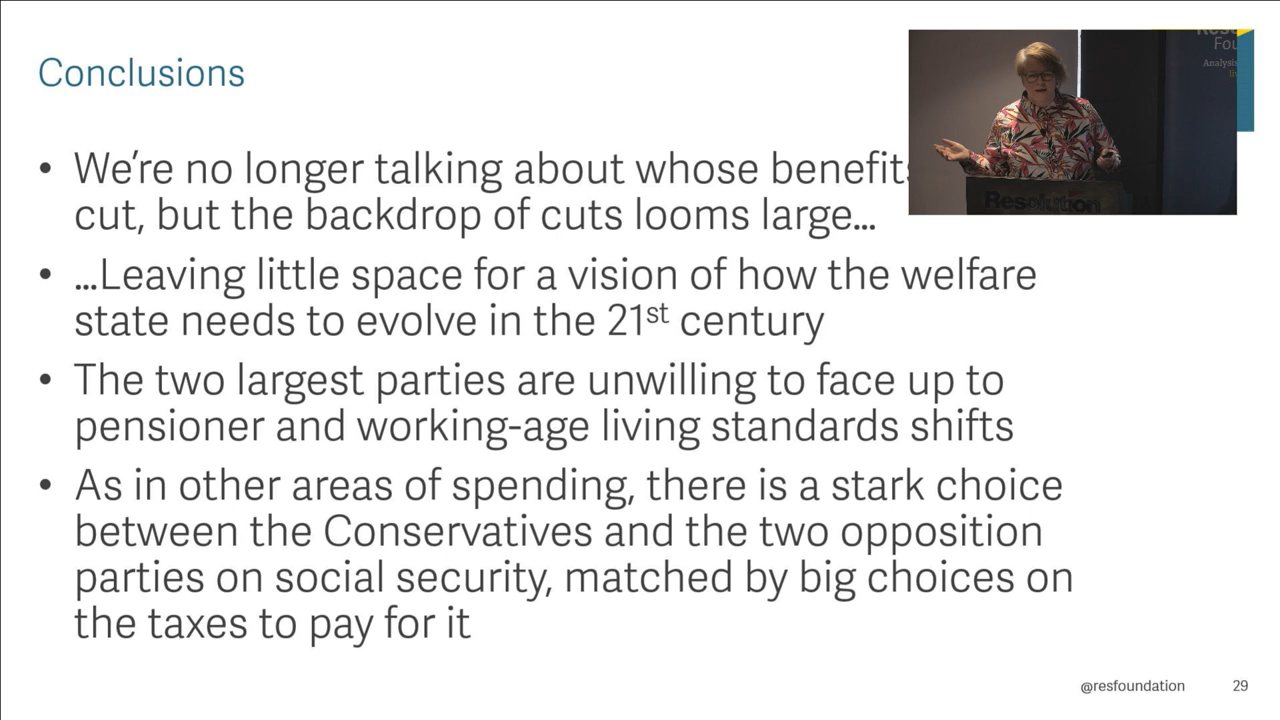 Conclusions
• We’re no longer talking about whose benefits
cut, but the backdrop of cuts looms large…
• …Leaving little space for a vision of how the welfare
state needs to evolve in the 21st century
• The two largest parties are unwilling to face up to
pensioner and working-age living standards shifts
• As in other areas of spending, there is a stark choice
between the Conservatives and the two opposition
parties on social security, matched by big choices on
the taxes to pay for it
Resolution
@resfoundation
29